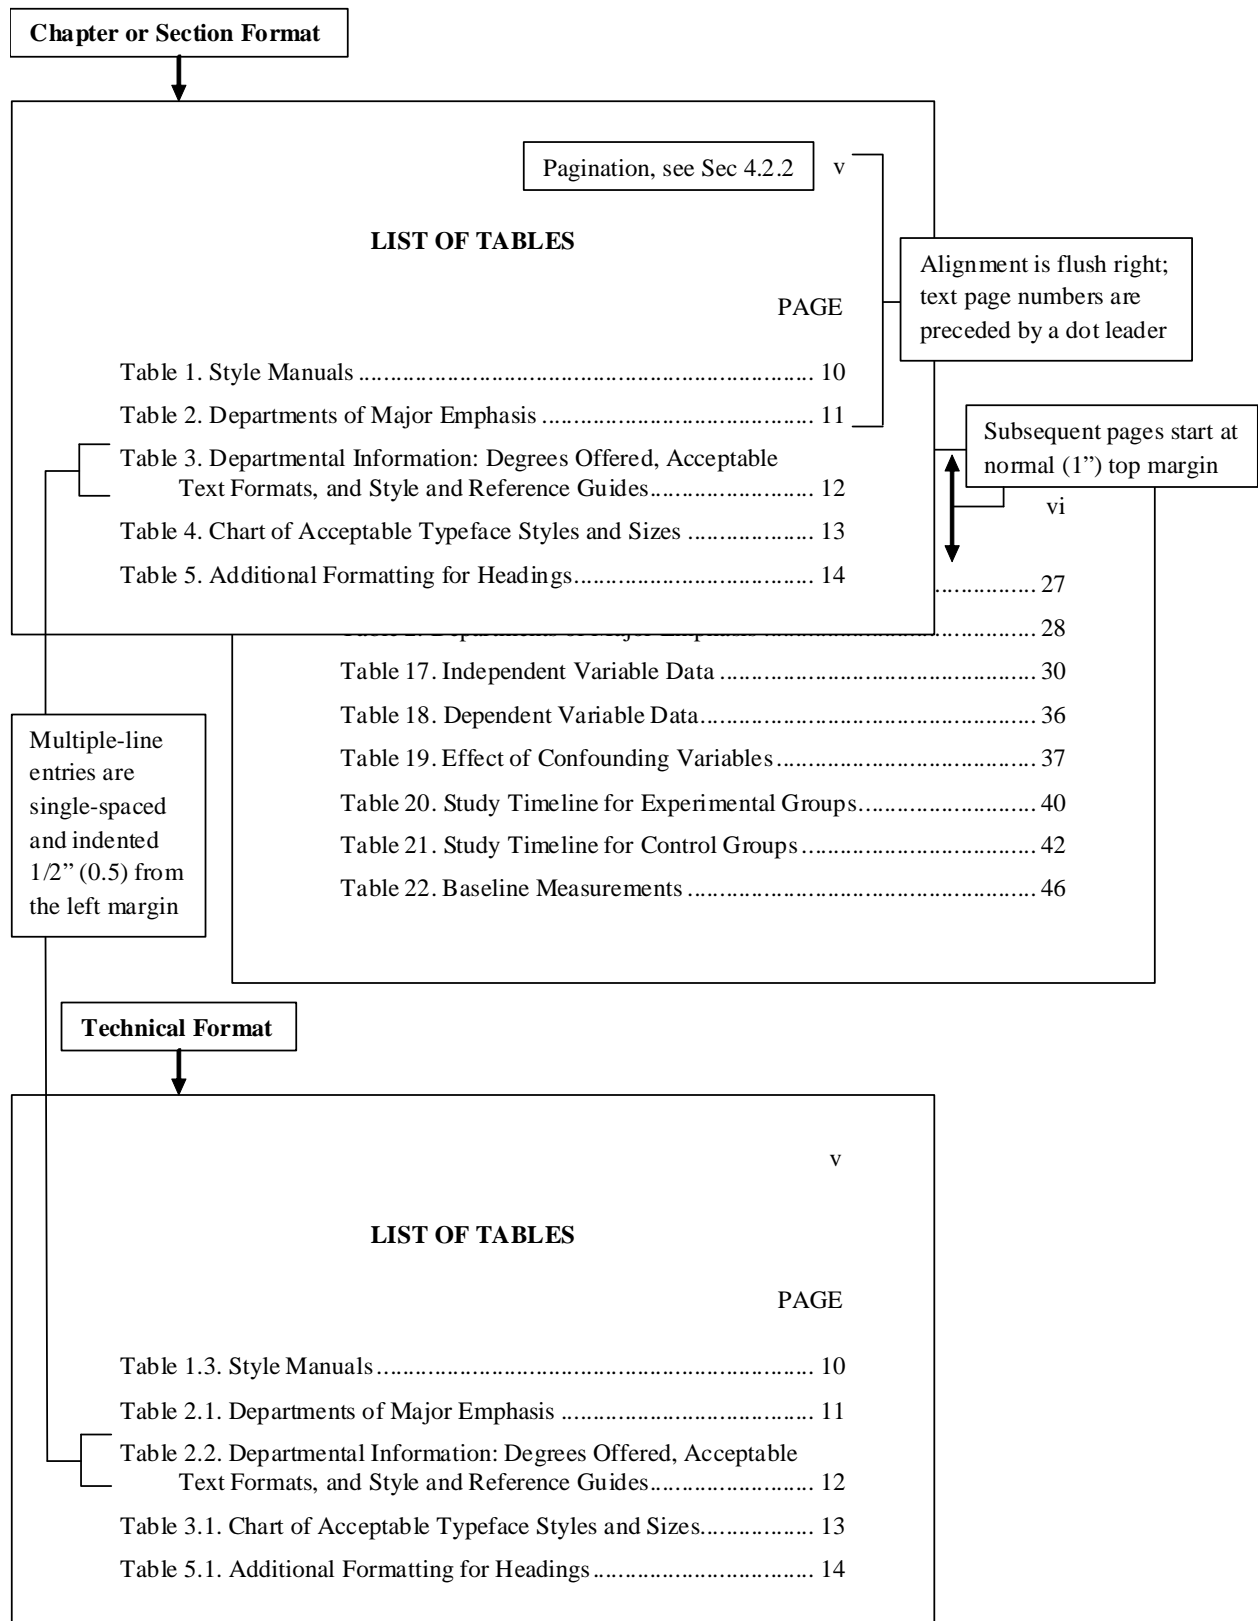 Chapter or Section Format
Pagination, see Sec 4.2.2
v
LIST OF TABLES
PAGE
Table 1. Style Manuals ........................................................................ 10
Table 2. Departments of Major Emphasis ....................................... 11
Table 3. Departmental Information: Degrees Offered, Acceptable
Text Formats, and Style and Reference Guides.......................... 12
Table 4. Chart of Acceptable Typeface Styles and Sizes .................... 13
Table 5. Additional Formatting for Headings...................................... 14
Alignment is flush right;
text page numbers are
preceded by a dot leader
Subsequent pages start at
normal (1”) top margin
vi
................ 27
28
Table 17. Independent Variable Data .................................................. 30
Table 18. Dependent Variable Data..................................................... 36
Table 19. Effect of Confounding Variables......................................... 37
Table 20. Study Timeline for Experimental Groups............................ 40
Table 21. Study Timeline for Control Groups ..................................... 42
Table 22. Baseline Measurements ....................................................... 46
Multiple-line
entries are
single-spaced
and indented
1/2” (0.5) from
the left margin
Technical Format
v
LIST OF TABLES
PAGE
Table 1.3. Style Manuals..................................................................... 10
Table 2.1. Departments of Major Emphasis ........................................ 11
Table 2.2. Departmental Information: Degrees Offered, Acceptable
Text Formats, and Style and Reference Guides.......................... 12
Table 3.1. Chart of Acceptable Typeface Styles and Sizes.................. 13
Table 5.1. Additional Formatting for Headings................................... 14